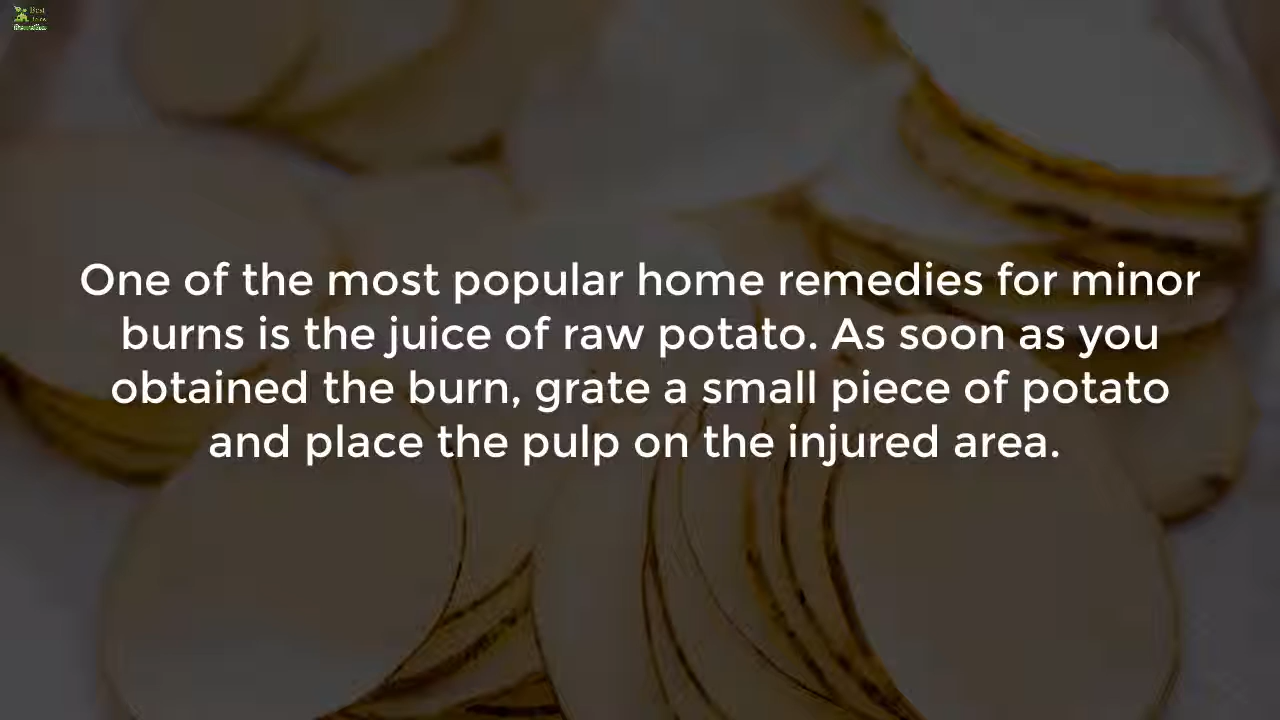 Best
One of the most popular home remedies for minor
burns is the juice of raw potato. As soon as you
obtained the burn, grate a small piece of potato
and place the pulp on the injured area.